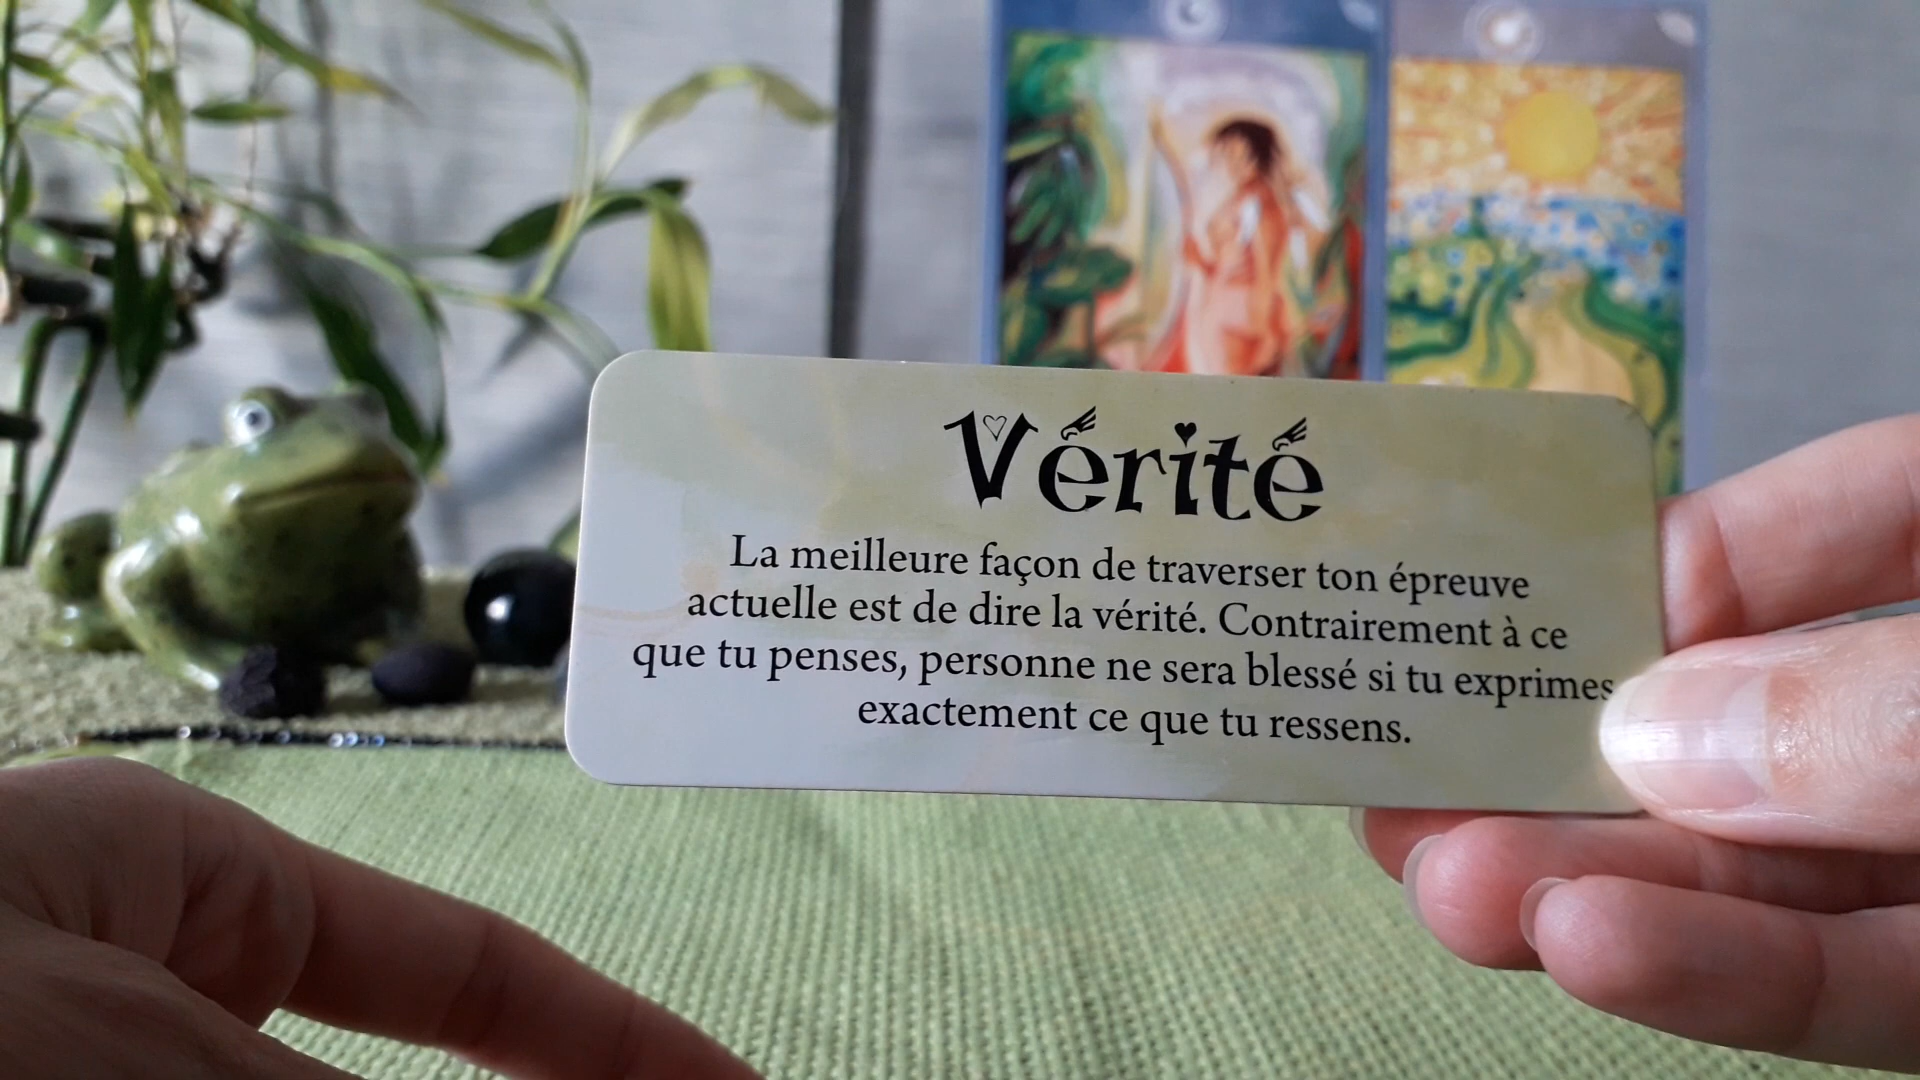 Vérité
La meilleure façon de traverser ton épreuve
actuelle est de dire la vérité. Contrairement à ce
que tu penses, personne ne sera blessé si tu exprimes
exactement ce que tu ressens.